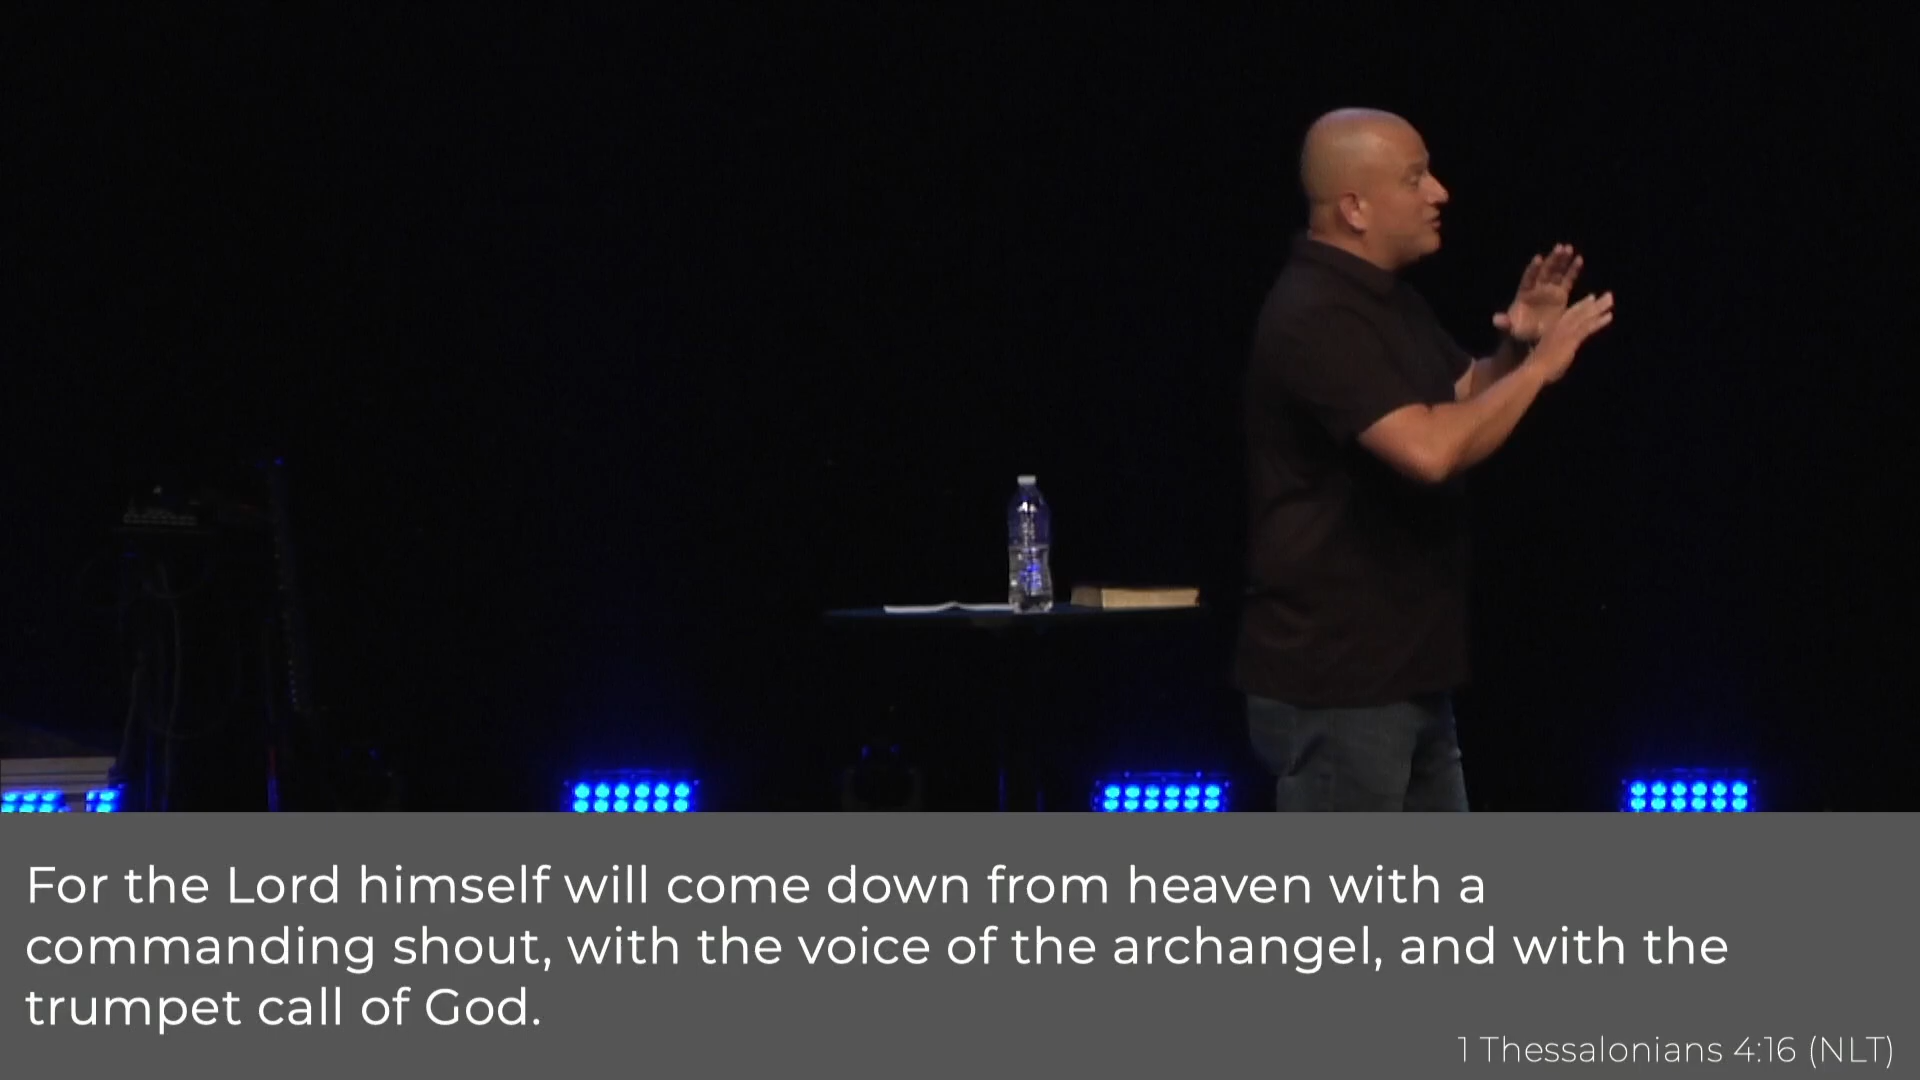 For the Lord himself will come down from heaven with a
commanding shout, with the voice of the archangel, and with the
trumpet call of God.
1 Thessalonians 4:16 (NLT)